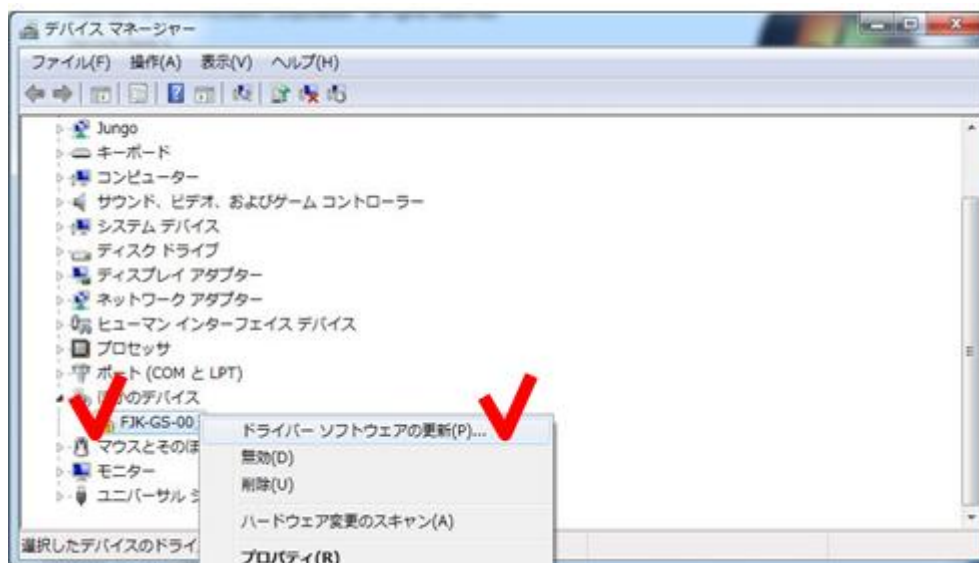 デバイス マネージャー
ファイル(F) 操作(A) 表示(V) ヘルプ(H)
Jungo
キーボード
コンピューター
サウンド、ビデオ、およびゲーム コントローラー
システム デバイス
ディスク ドライブ
ディスプレイ アダプター
ネットワーク アダプター
ヒューマン インターフェイス デバイス
プロセッサ
ポート (COM と LPT)
かのデバイス
FJK-GS-00
ドライバー ソフトウェアの更新(P)...
マウスとそのほ
無効(D)
モニター
削除(U)
ユニバーサル シ
ハードウェア変更のスキャン(A)
選択したデバイスのドライ
プロパティ(R)